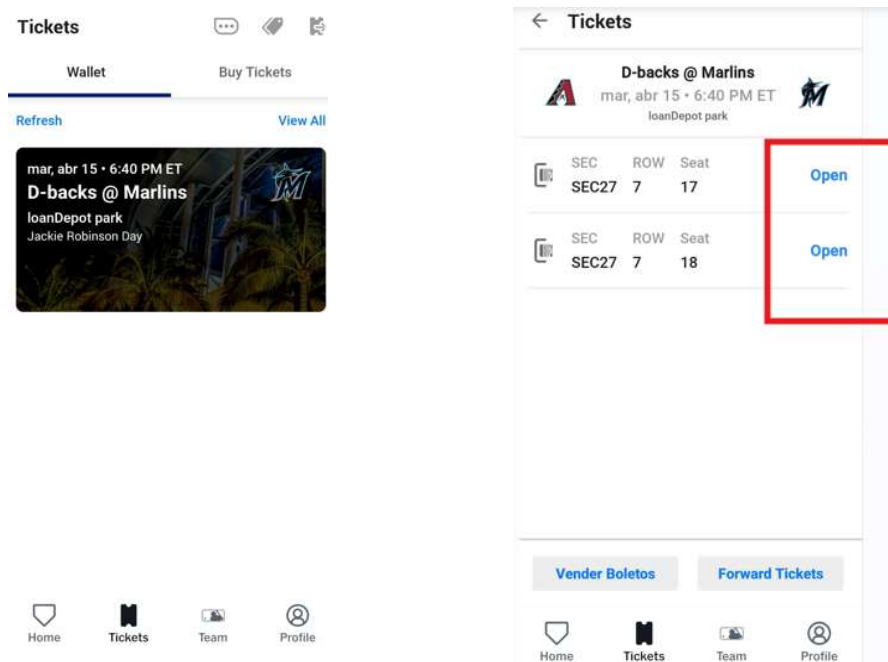 Tickets
Wallet
Buy Tickets
Refresh
View All
mar, abr 15 • 6:40 PM ET
D-backs @ Marlins
loanDepot park
Jackie Robinson Day
Home
Tickets
Team
Profile
Tickets
D-backs @ Marlins
mar, abr 15 • 6:40 PM ET
loanDepot park
SEC ROW Seat
SEC27 7 17
Open
SEC ROW Seat
SEC27 7 18
Open
Vender Boletos
Forward Tickets
Home
Tickets
Team
Profile